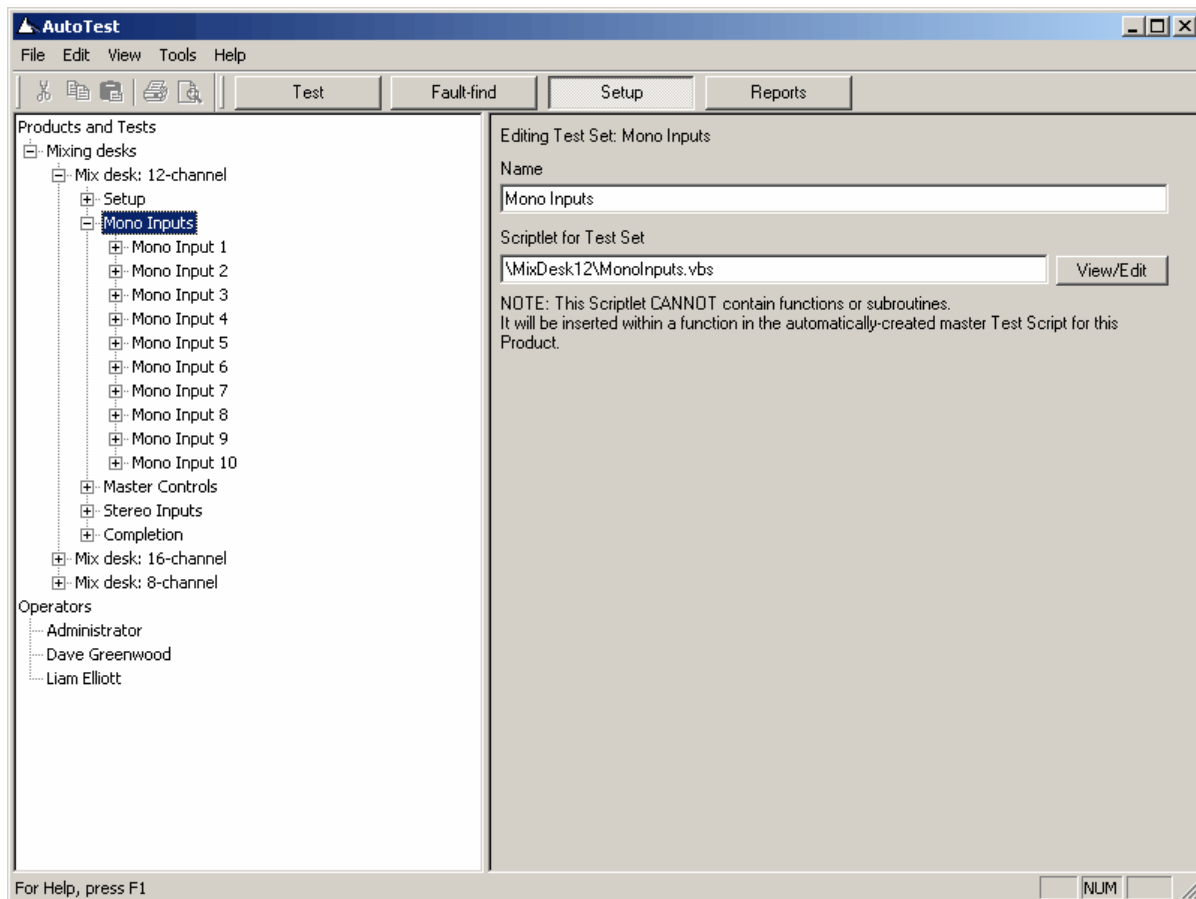 AutoTest
File Edit View Tools Help
Test Fault-find Setup Reports
Products and Tests
Mixing desks
Mix desk: 12-channel
Setup
Mono Inputs
Mono Input 1
Mono Input 2
Mono Input 3
Mono Input 4
Mono Input 5
Mono Input 6
Mono Input 7
Mono Input 8
Mono Input 9
Mono Input 10
Master Controls
Stereo Inputs
Completion
Mix desk: 16-channel
Mix desk: 8-channel
Operators
Administrator
Dave Greenwood
Liam Elliott
Editing Test Set: Mono Inputs
Name
Mono Inputs
Scriptlet for Test Set
\MixDesk12\MonoInputs.vbs
View/Edit
NOTE: This Scriptlet CANNOT contain functions or subroutines.
It will be inserted within a function in the automatically-created master Test Script for this
Product.
For Help, press F1
NUM